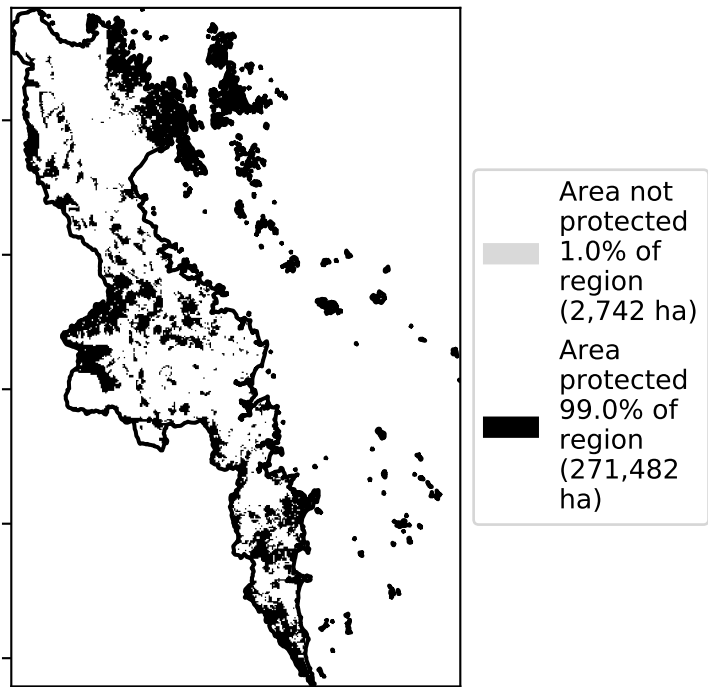 Area not
protected
1.0% of
region
(2,742 ha)
Area
protected
99.0% of
region
(271,482
ha)